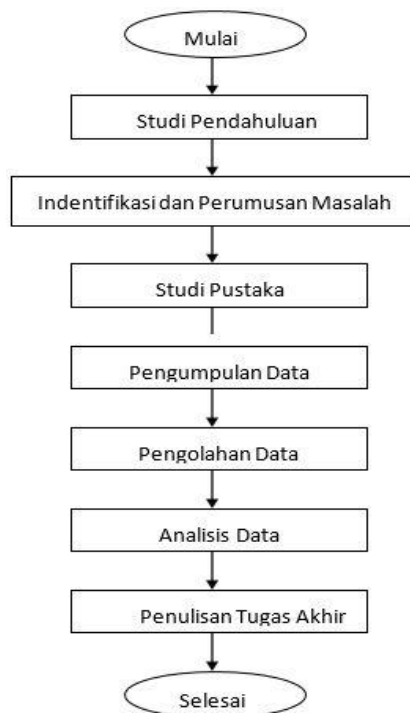 Mulai
Studi Pendahuluan
Indentifikasi dan Perumusan Masalah
Studi Pustaka
Pengumpulan Data
Pengolahan Data
Analisis Data
Penulisan Tugas Akhir
Selesai